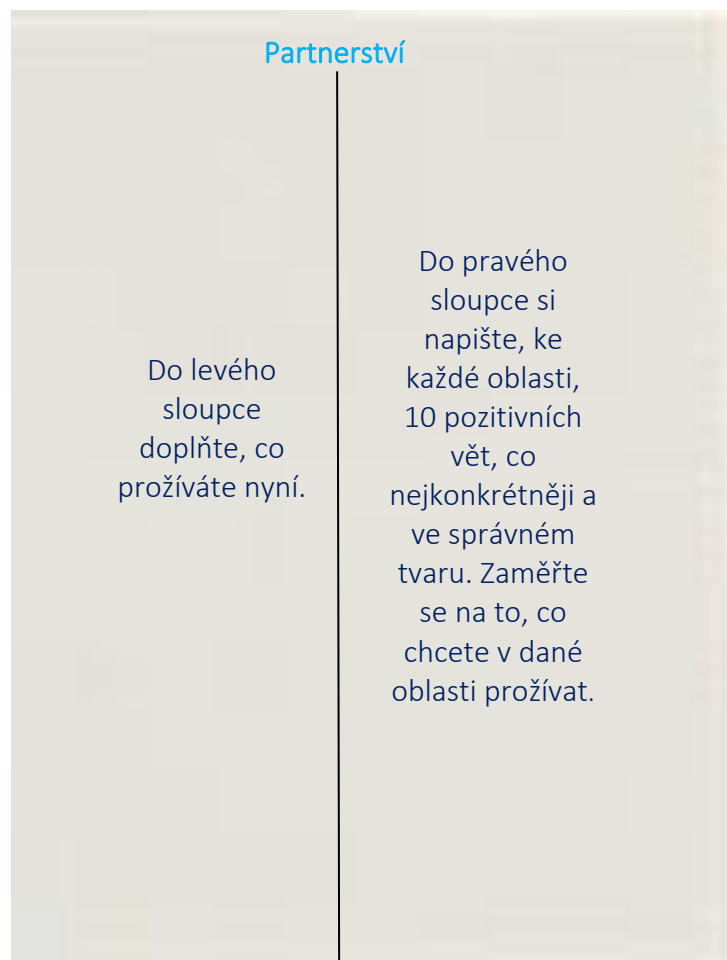 Partnerství
Do levého
sloupce
doplňte, co
prožíváte nyní.
Do pravého
sloupce si
napište, ke
každé oblasti,
10 pozitivních
vět, co
nejkonkrétněji a
ve správném
tvaru. Zaměřte
se na to, co
chcete v dané
oblasti prožívat.